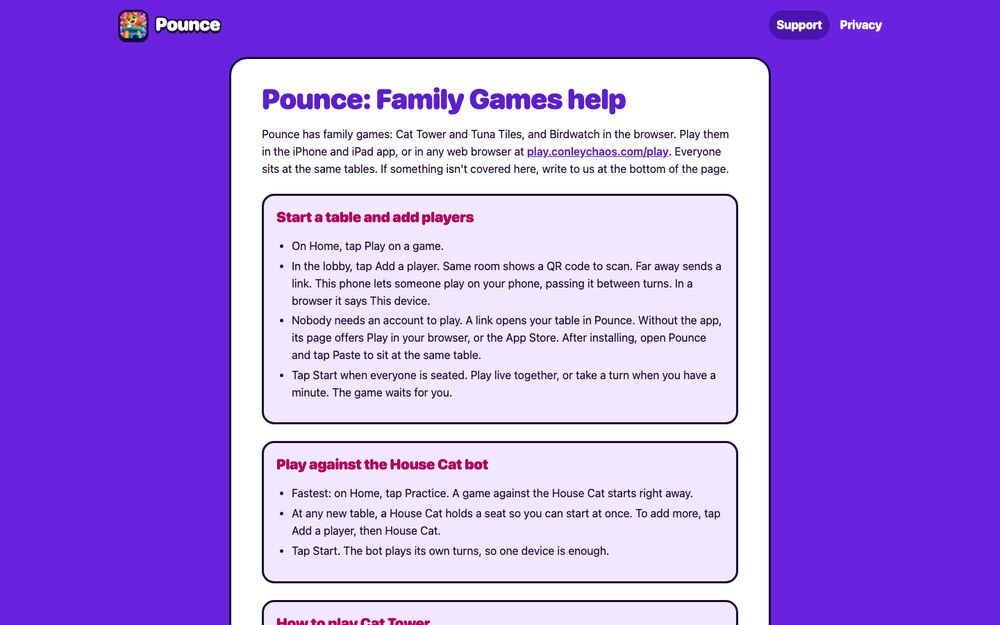 Pounce
Support
Privacy
Pounce: Family Games help
Pounce has family games: Cat Tower and Tuna Tiles, and Birdwatch in the browser. Play them
in the iPhone and iPad app, or in any web browser at play.conleychaos.com/play. Everyone
sits at the same tables. If something isn't covered here, write to us at the bottom of the page.
Start a table and add players
• On Home, tap Play on a game.
• In the lobby, tap Add a player. Same room shows a QR code to scan. Far away sends a
link. This phone lets someone play on your phone, passing it between turns. In a
browser it says This device.
• Nobody needs an account to play. A link opens your table in Pounce. Without the app,
its page offers Play in your browser, or the App Store. After installing, open Pounce
and tap Paste to sit at the same table.
• Tap Start when everyone is seated. Play live together, or take a turn when you have a
minute. The game waits for you.
Play against the House Cat bot
• Fastest: on Home, tap Practice. A game against the House Cat starts right away.
• At any new table, a House Cat holds a seat so you can start at once. To add more, tap
Add a player, then House Cat.
• Tap Start. The bot plays its own turns, so one device is enough.
How to play Cat Tower